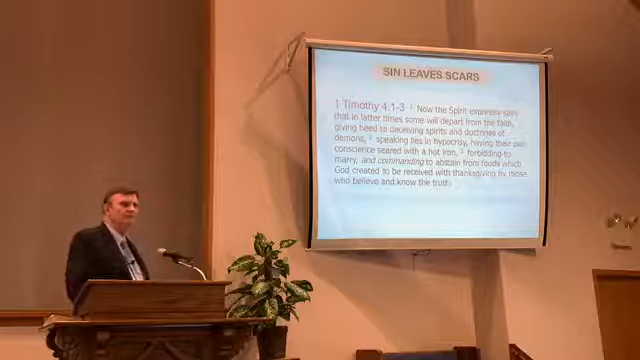 SIN LEAVES SCARS
1 Timothy 4:1-3 1 Now the Spirit expressly says
that in latter times some will depart from the faith,
giving heed to deceiving spirits and doctrines of
demons, 2 speaking lies in hypocrisy, having their own
conscience seared with a hot iron, 3 forbidding to
marry, and commanding to abstain from foods which
God created to be received with thanksgiving by those
who believe and know the truth.